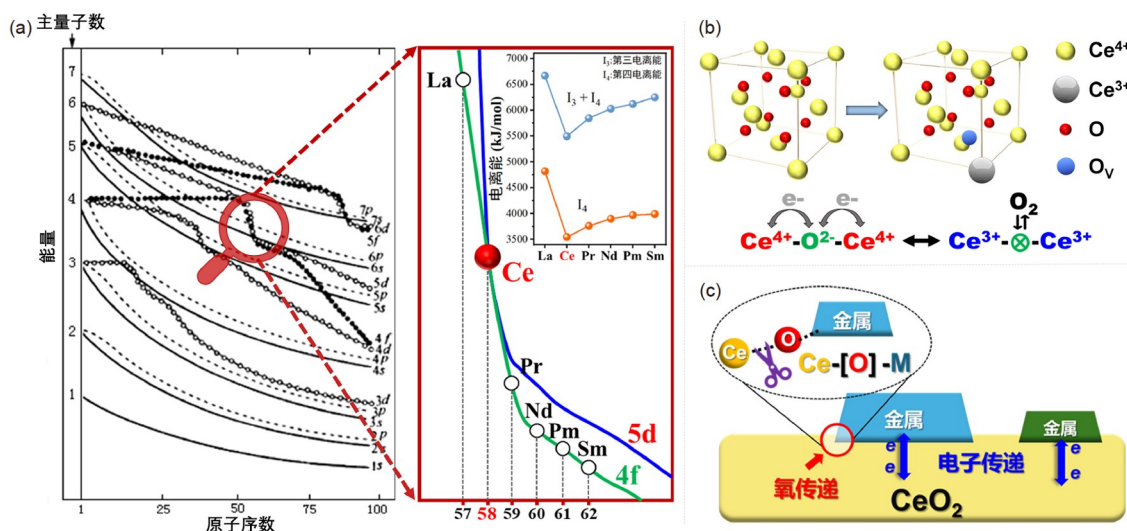 (a)
主量子数
能量
7
6
5
4
3
2
1
7p
7s
6d
5f
6p
6s
5d
5p
5s
4f
4d
4p
4s
3d
3p
3s
2p
2s
1s
1
25
50
75
100
原子序数
La
Ce
Pr
Nd
Pm
Sm
5d
4f
57
58
59
60
61
62
I₃:第三电离能
I₄:第四电离能
电离能 (kJ/mol)
7000
6500
6000
5500
5000
4500
4000
3500
I₃ + I₄
I₄
La Ce Pr Nd Pm Sm
(b)
Ce⁴⁺
Ce³⁺
O
Oᵥ
e- e- O₂
Ce⁴⁺-O²⁻-Ce⁴⁺ Ce³⁺-⊗-Ce³⁺
(c)
金属
Ce
O
Ce-[O]-M
金属
金属
e
e
电子传递
e
e
氧传递
CeO₂